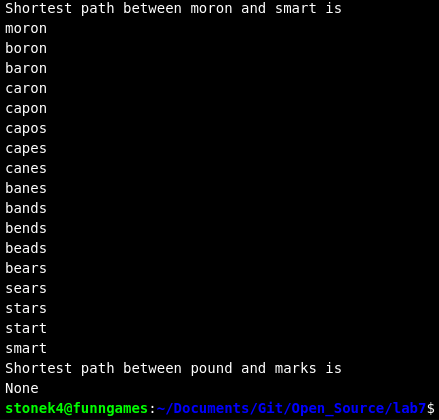 Shortest path between moron and smart is
moron
boron
baron
caron
capon
capos
capes
canes
banes
bands
bends
beads
bears
sears
stars
start
smart
Shortest path between pound and marks is
None
stonek4@funngames:~/Documents/Git/Open_Source/lab7$